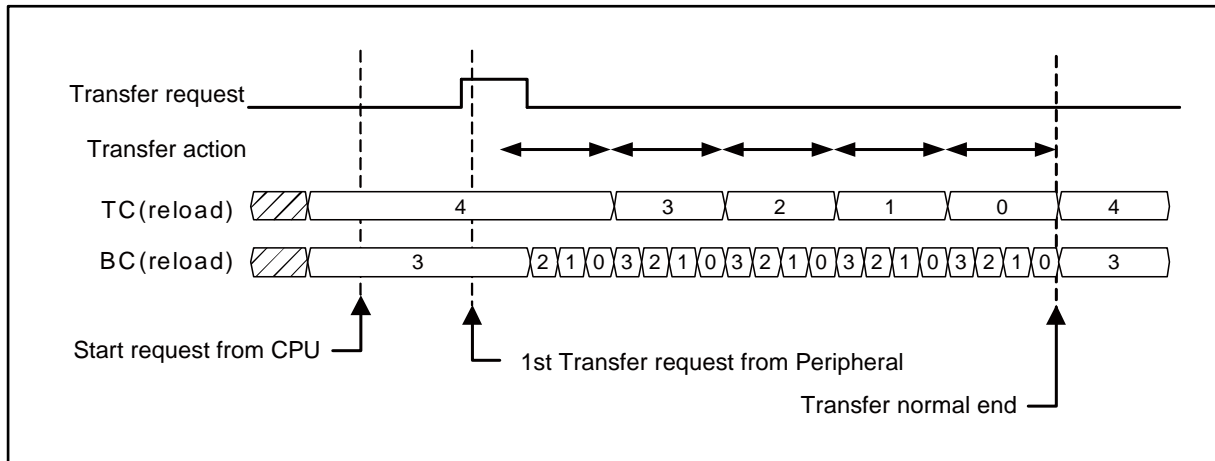 Transfer request
Transfer action
TC(reload) 4 3 2 1 0 4
BC(reload) 3 2 1 0 3 2 1 0 3 2 1 0 3 2 1 0 3 2 1 0 3
Start request from CPU
1st Transfer request from Peripheral
Transfer normal end